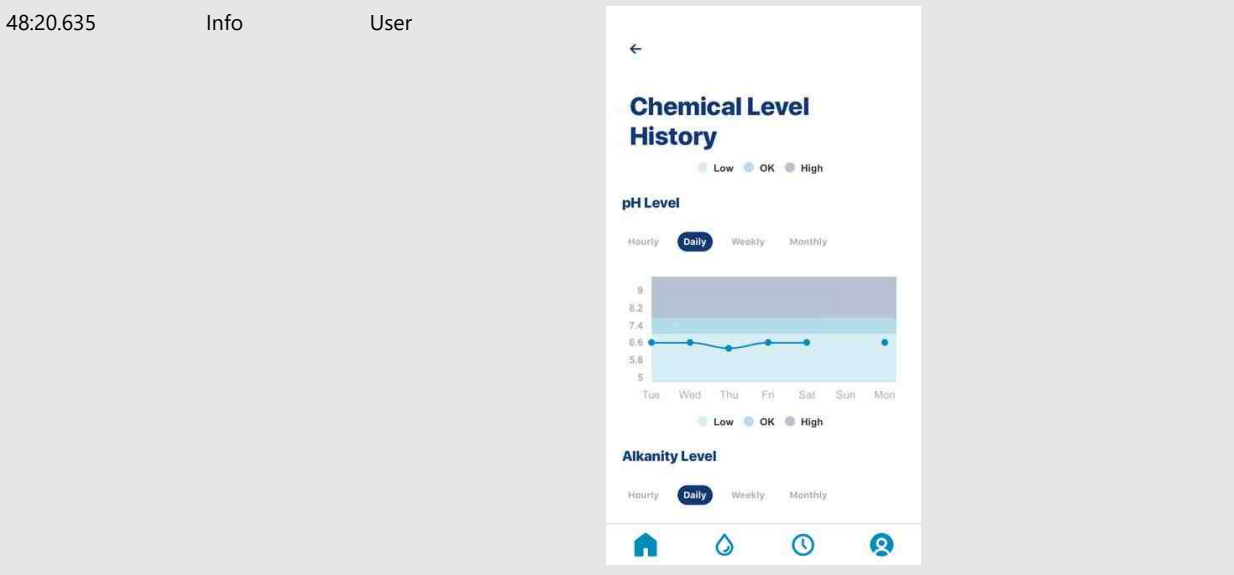 48:20.635 Info User
Chemical Level
History
Low OK High
pH Level
Hourly Daily Weekly Monthly
9
8.2
7.4
6.6
5.8
5
Tue Wed Thu Fri Sat Sun Mon
Low OK High
Alkanity Level
Hourly Daily Weekly Monthly